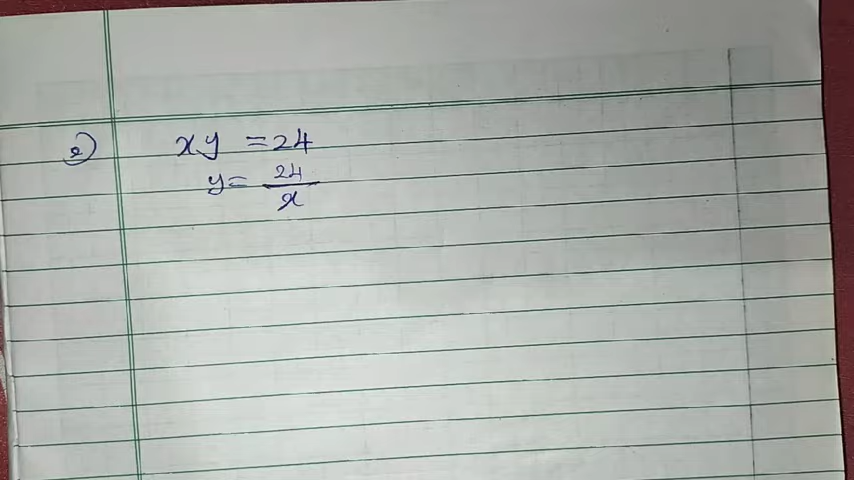 2) xy = 24
y = 24/x